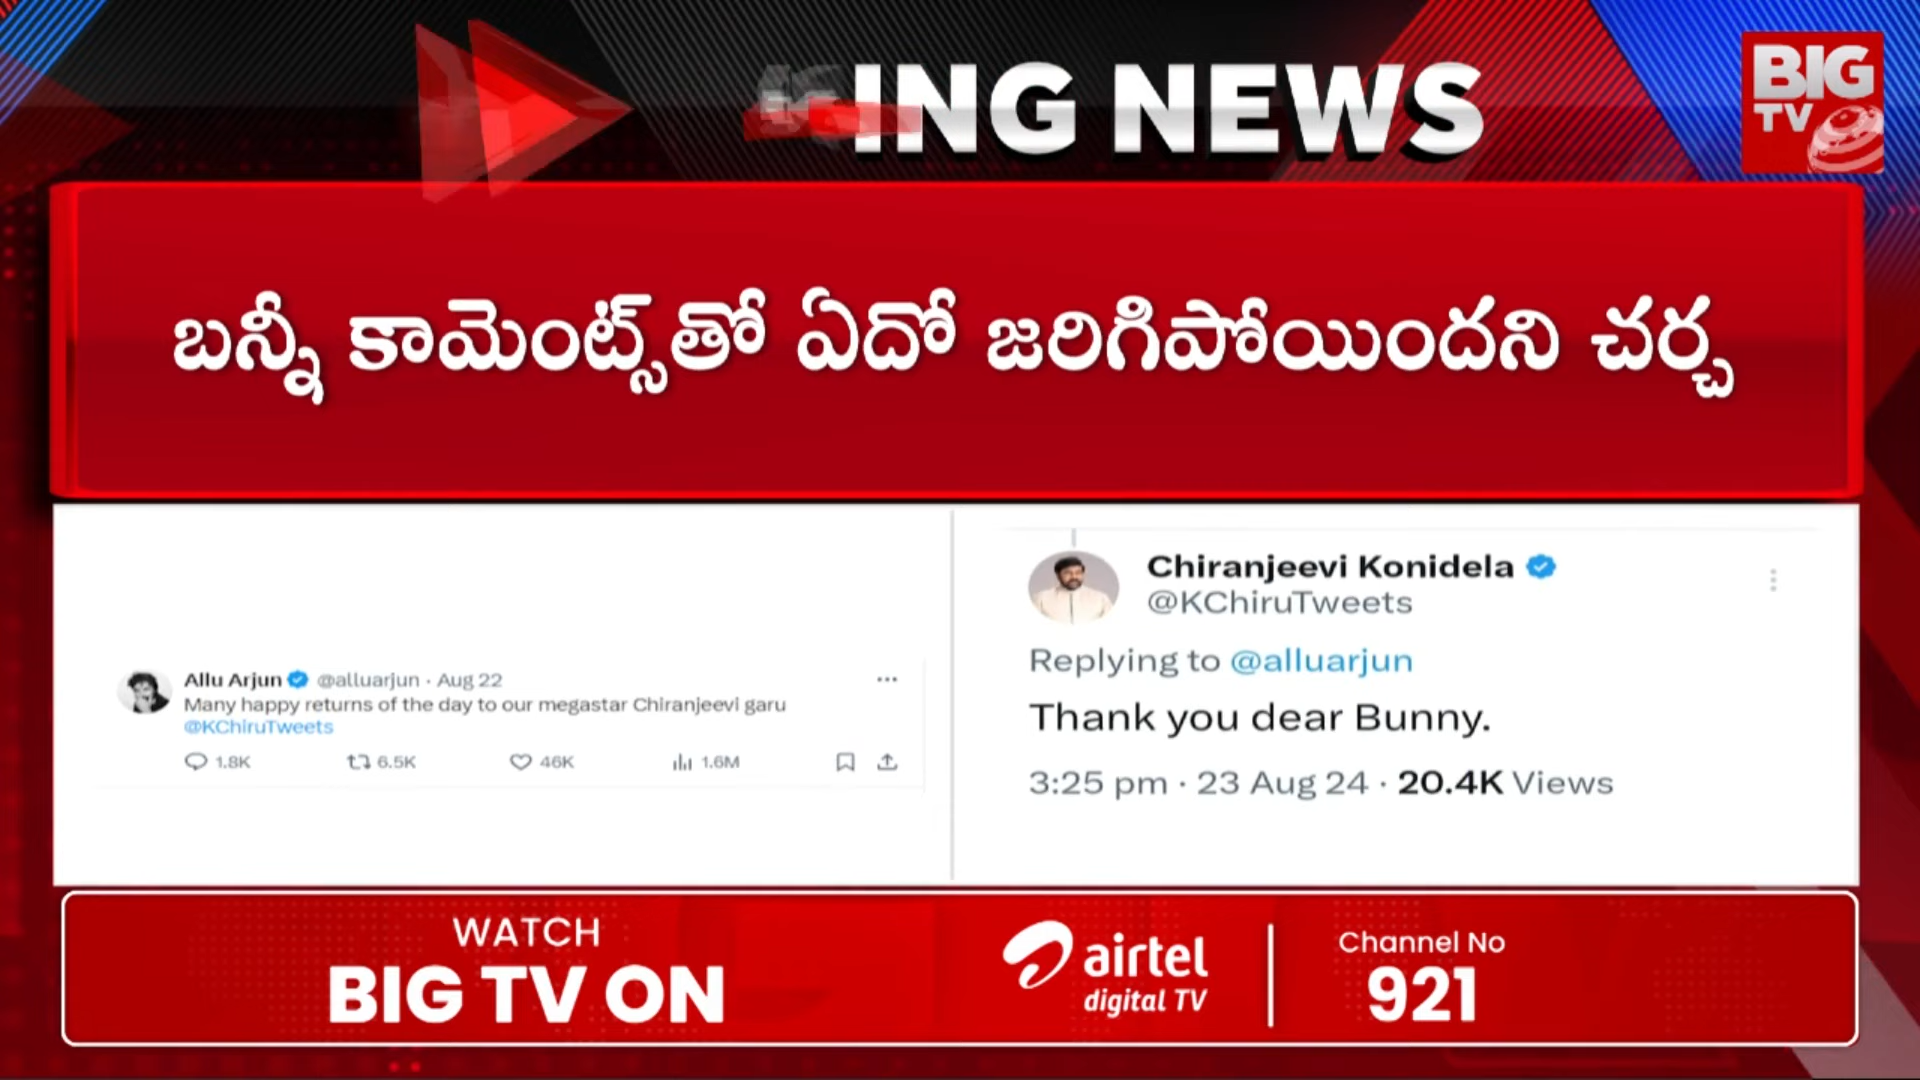 ING NEWS
BIG
TV
బన్నీ కామెంట్స్‌తో ఏదో జరిగిపోయిందని చర్చ
Allu Arjun @alluarjun · Aug 22
Many happy returns of the day to our megastar Chiranjeevi garu
@KChiruTweets
1.8K 6.5K 46K 1.6M
Chiranjeevi Konidela
@KChiruTweets
Replying to @alluarjun
Thank you dear Bunny.
3:25 pm · 23 Aug 24 · 20.4K Views
WATCH
BIG TV ON
airtel
digital TV
Channel No
921